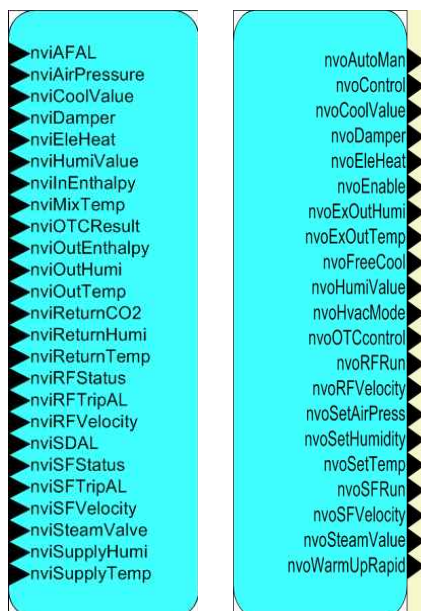 nviAFAL
nviAirPressure
nviCoolValue
nviDamper
nviEleHeat
nviHumiValue
nviInEnthalpy
nviMixTemp
nviOTCResult
nviOutEnthalpy
nviOutHumi
nviOutTemp
nviReturnCO2
nviReturnHumi
nviReturnTemp
nviRFStatus
nviRFTripAL
nviRFVelocity
nviSDAL
nviSFStatus
nviSFTripAL
nviSFVelocity
nviSteamValve
nviSupplyHumi
nviSupplyTemp
nvoAutoMan
nvoControl
nvoCoolValue
nvoDamper
nvoEleHeat
nvoEnable
nvoExOutHumi
nvoExOutTemp
nvoFreeCool
nvoHumiValue
nvoHvacMode
nvoOTCcontrol
nvoRFRun
nvoRFVelocity
nvoSetAirPress
nvoSetHumidity
nvoSetTemp
nvoSFRun
nvoSFVelocity
nvoSteamValue
nvoWarmUpRapid